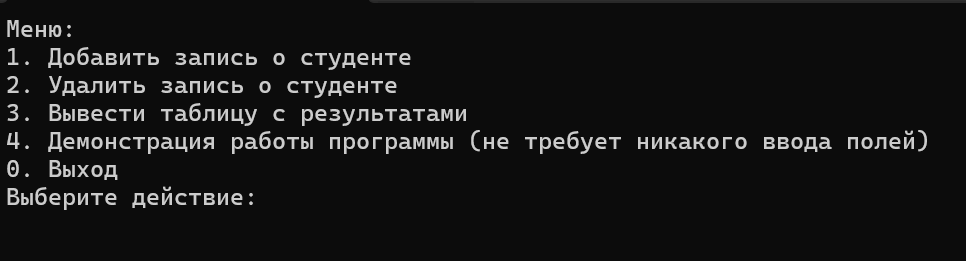 Меню:
1. Добавить запись о студенте
2. Удалить запись о студенте
3. Вывести таблицу с результатами
4. Демонстрация работы программы (не требует никакого ввода полей)
0. Выход
Выберите действие: